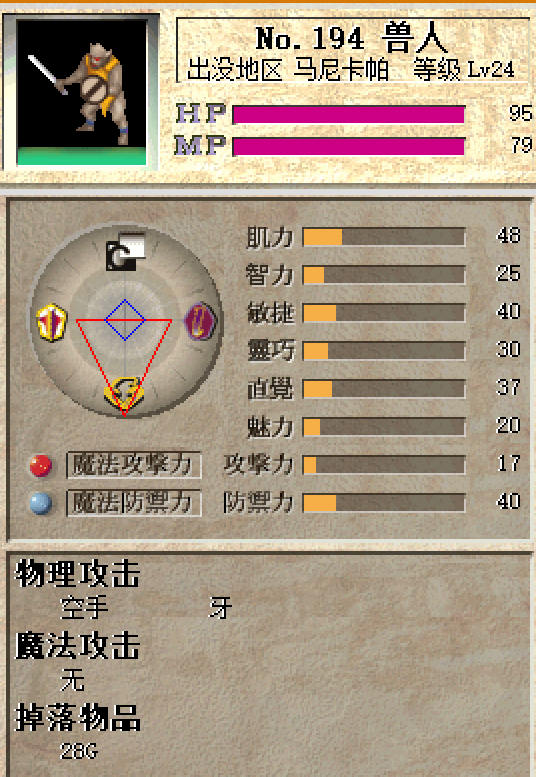 No. 194 兽人
出没地区 马尼卡帕 等级 Lv24
HP 95
MP 79
肌力 48
智力 25
敏捷 40
靈巧 30
直覺 37
魅力 20
魔法攻擊力 攻擊力 17
魔法防禦力 防禦力 40
物理攻击
空手 牙
魔法攻击
无
掉落物品
28G